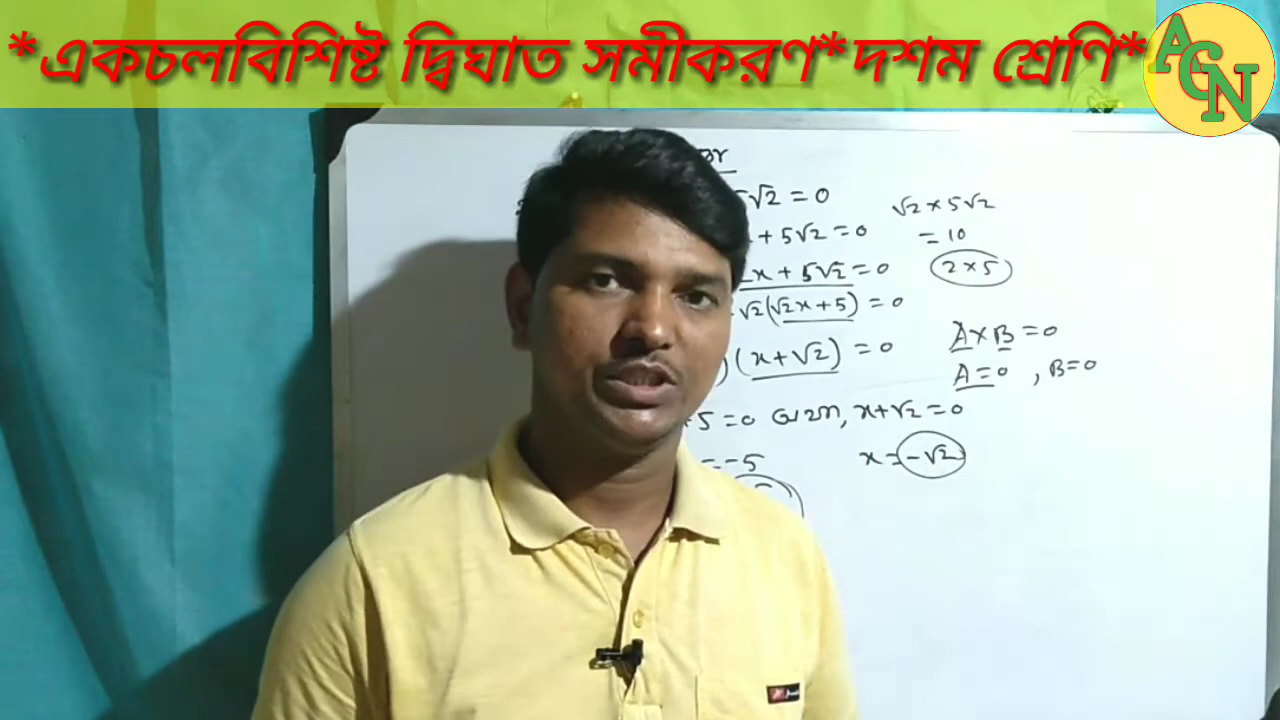 *একচলবিশিষ্ট দ্বিঘাত সমীকরণ*দশম শ্রেণি*
ACN
√2 = 0
+ 5√2 = 0
2x + 5√2 = 0
√2(√2x + 5) = 0
) (x + √2) = 0
5 = 0 অথবা, x + √2 = 0
= -5
x = -√2
√2 × 5√2
= 10
2 × 5
A × B = 0
A = 0 , B = 0